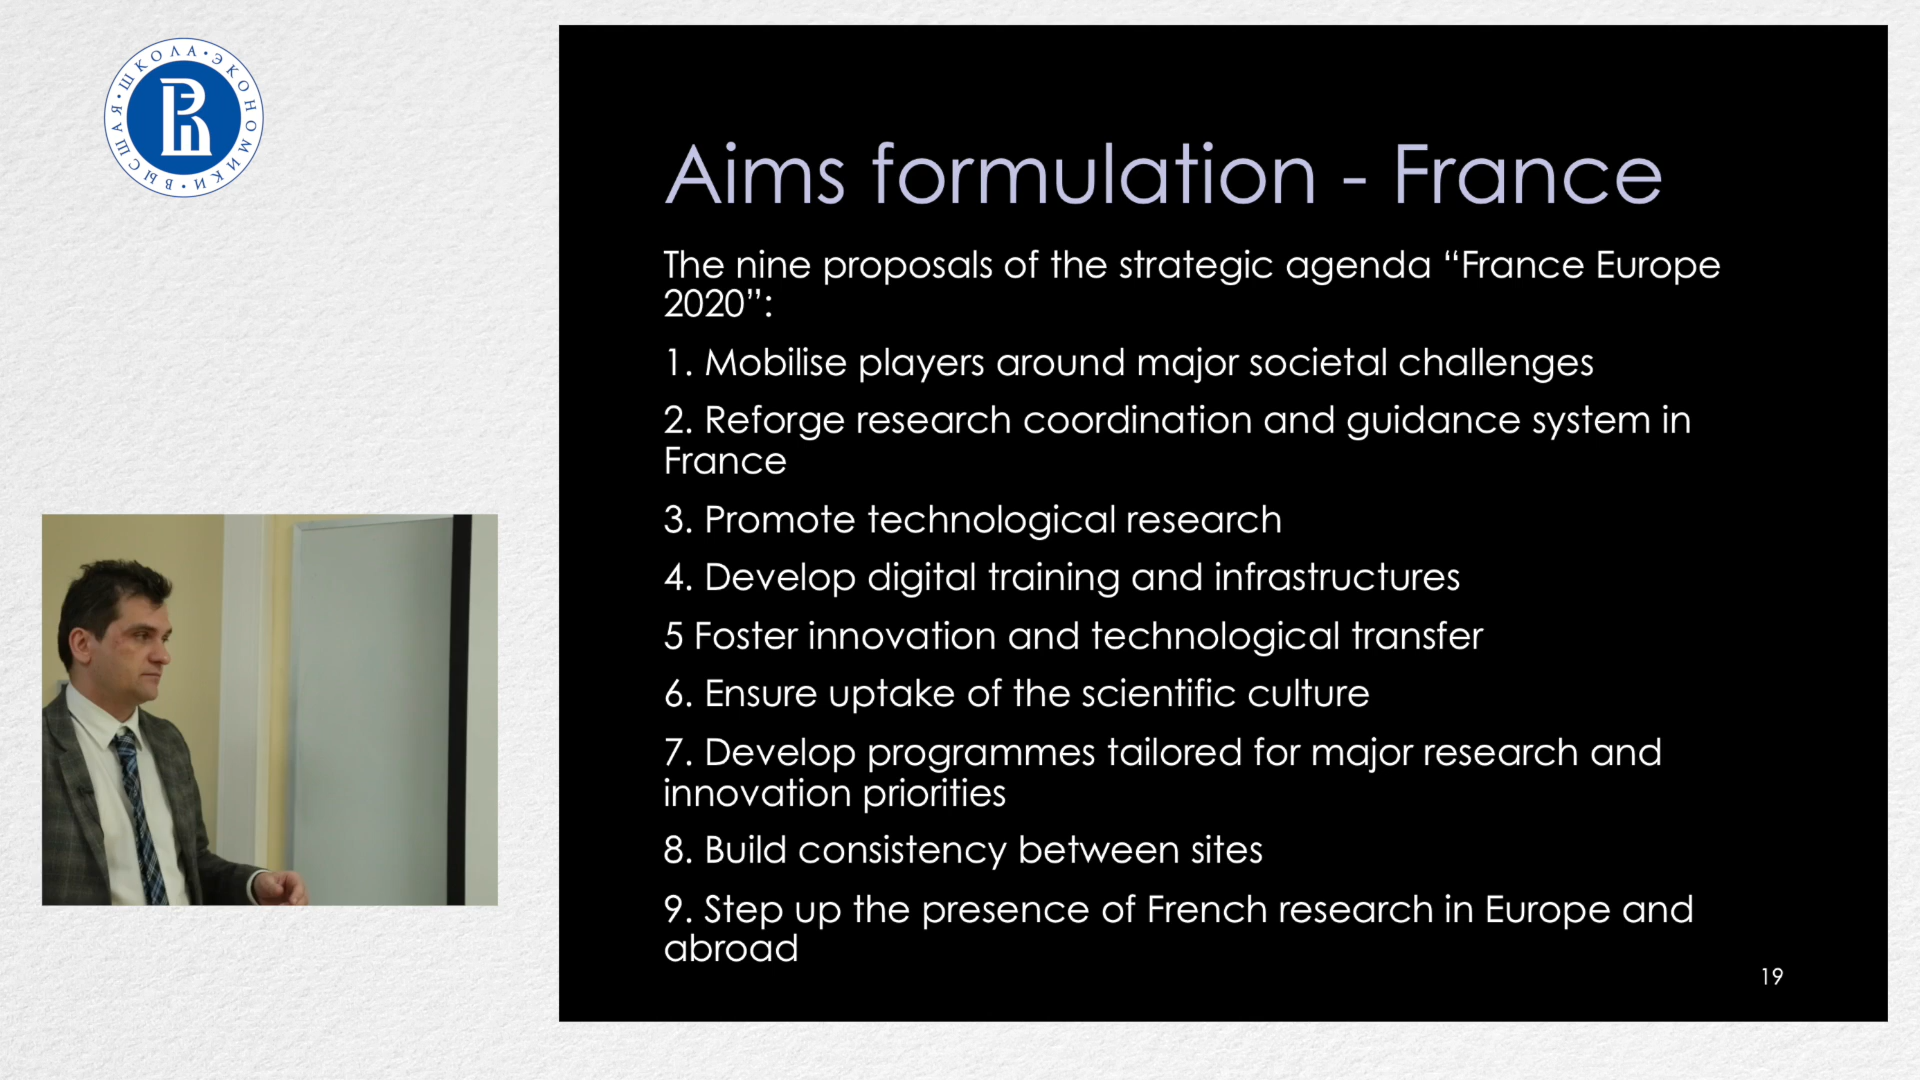 ВЫСШАЯ • ШКОЛА • ЭКОНОМИКИ •
Aims formulation - France
The nine proposals of the strategic agenda “France Europe
2020”:
1. Mobilise players around major societal challenges
2. Reforge research coordination and guidance system in
France
3. Promote technological research
4. Develop digital training and infrastructures
5 Foster innovation and technological transfer
6. Ensure uptake of the scientific culture
7. Develop programmes tailored for major research and
innovation priorities
8. Build consistency between sites
9. Step up the presence of French research in Europe and
abroad
19